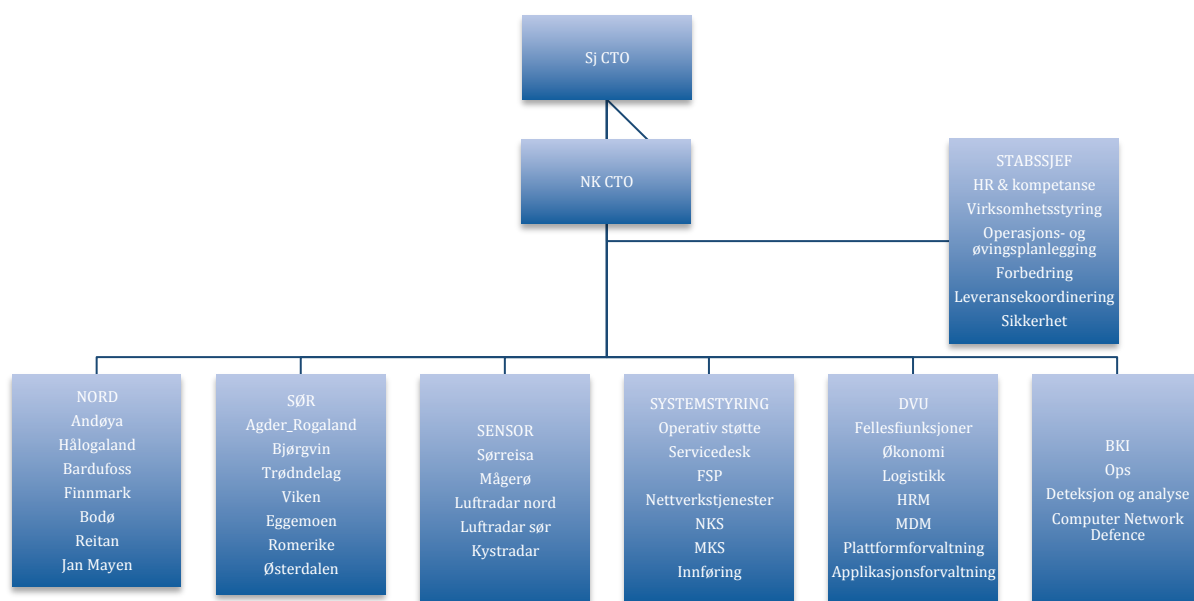 Sj CTO
NK CTO
STABSSJEF
HR & kompetanse
Virksomhetsstyring
Operasjons- og
øvingsplanlegging
Forbedring
Leveransekoordinering
Sikkerhet
NORD
Andøya
Hålogaland
Bardufoss
Finnmark
Bodø
Reitan
Jan Mayen
SØR
Agder_Rogaland
Bjørgvin
Trødndelag
Viken
Eggemoen
Romerike
Østerdalen
SENSOR
Sørreisa
Mågerø
Luftradar nord
Luftradar sør
Kystradar
SYSTEMSTYRING
Operativ støtte
Servicedesk
FSP
Nettverkstjenester
NKS
MKS
Innføring
DVU
Fellesfiunksjoner
Økonomi
Logistikk
HRM
MDM
Plattformforvaltning
Applikasjonsforvaltning
BKI
Ops
Deteksjon og analyse
Computer Network
Defence